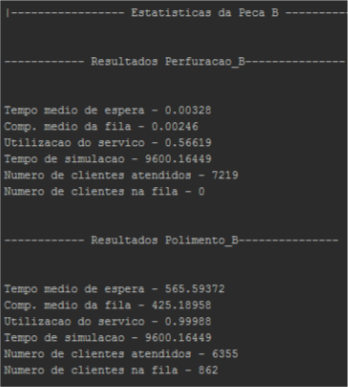 |----------------- Estatisticas da Peca B ---------
------------ Resultados Perfuracao_B---------------
Tempo medio de espera - 0.00328
Comp. medio da fila - 0.00246
Utilizacao do servico - 0.56619
Tempo de simulacao - 9600.16449
Numero de clientes atendidos - 7219
Numero de clientes na fila - 0
------------ Resultados Polimento_B---------------
Tempo medio de espera - 565.59372
Comp. medio da fila - 425.18958
Utilizacao do servico - 0.99988
Tempo de simulacao - 9600.16449
Numero de clientes atendidos - 6355
Numero de clientes na fila - 862